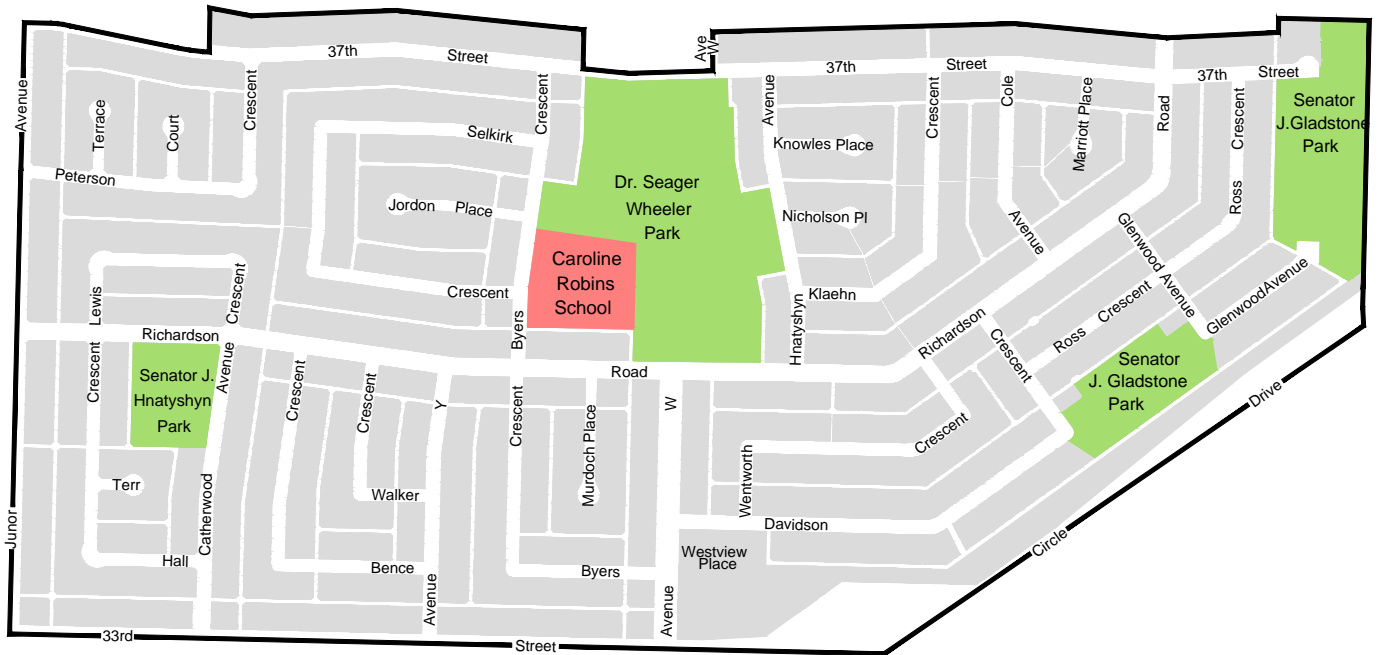 37th
Street
Ave
W
37th
Street
37th
Street
Avenue
Terrace
Court
Crescent
Selkirk
Crescent
Avenue
Knowles Place
Crescent
Cole
Marriott Place
Road
Crescent
Senator
J.Gladstone
Park
Peterson
Jordon Place
Dr. Seager
Wheeler
Park
Nicholson Pl
Avenue
Ross
Glenwood Avenue
Caroline
Robins
School
Lewis
Crescent
Crescent
Byers
Klaehn
Hnatyshyn
Crescent
Ross
Glenwood Avenue
Richardson
Richardson
Road
Crescent
Senator J.
Hnatyshyn
Park
Avenue
Crescent
Crescent
Crescent
Y
Crescent
Murdoch Place
W
Crescent
Senator
J. Gladstone
Park
Drive
Terr
Catherwood
Walker
Wentworth
Davidson
Junor
Hall
Bence
Avenue
Byers
Westview
Place
Avenue
Circle
33rd
Street